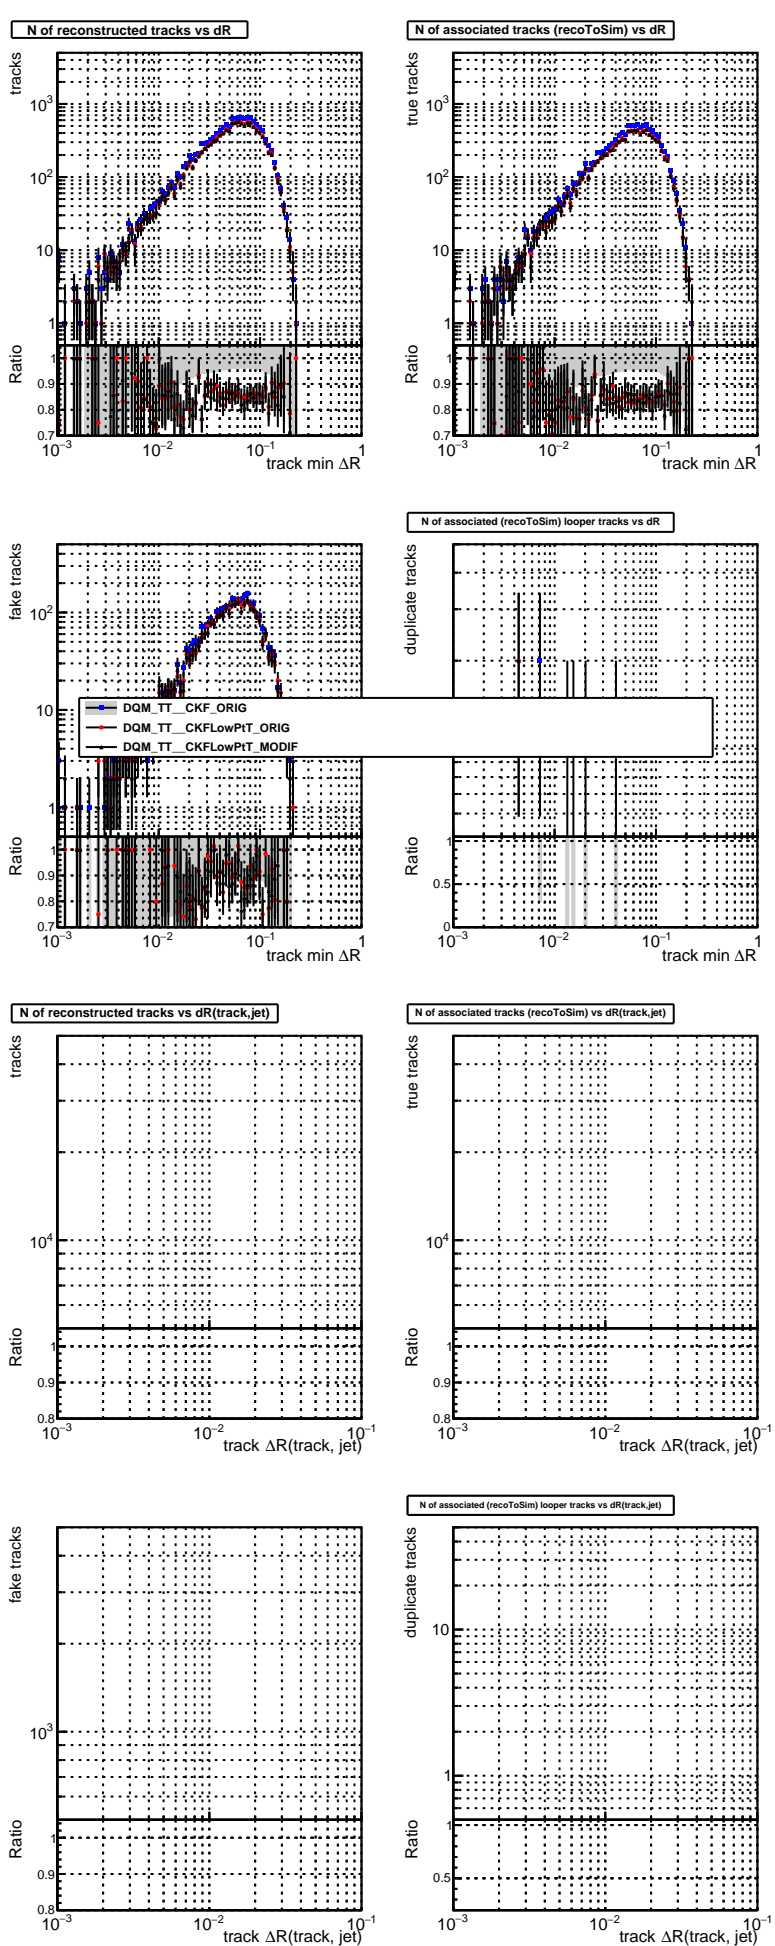 N of reconstructed tracks vs dR
tracks
10³
10²
10
1
Ratio
1
0.9
0.8
0.7
10⁻³
10⁻²
10⁻¹
1
track min ΔR
N of associated tracks (recoToSim) vs dR
true tracks
10³
10²
10
1
Ratio
1
0.9
0.8
0.7
10⁻³
10⁻²
10⁻¹
1
track min ΔR
fake tracks
10²
10
1
Ratio
1
0.9
0.8
0.7
10⁻³
10⁻²
10⁻¹
1
track min ΔR
N of associated (recoToSim) looper tracks vs dR
duplicate tracks
Ratio
1
0.5
0
10⁻³
10⁻²
10⁻¹
1
track min ΔR
DQM_TT__CKF_ORIG
DQM_TT__CKFLowPtT_ORIG
DQM_TT__CKFLowPtT_MODIF
N of reconstructed tracks vs dR(track,jet)
tracks
10⁴
Ratio
1
0.9
0.8
10⁻³
10⁻²
10⁻¹
track ΔR(track, jet)
N of associated tracks (recoToSim) vs dR(track,jet)
true tracks
10⁴
Ratio
1
0.9
0.8
10⁻³
10⁻²
10⁻¹
track ΔR(track, jet)
fake tracks
10³
Ratio
1
0.9
0.8
10⁻³
10⁻²
10⁻¹
track ΔR(track, jet)
N of associated (recoToSim) looper tracks vs dR(track,jet)
duplicate tracks
10
1
Ratio
1
0.5
10⁻³
10⁻²
10⁻¹
track ΔR(track, jet)